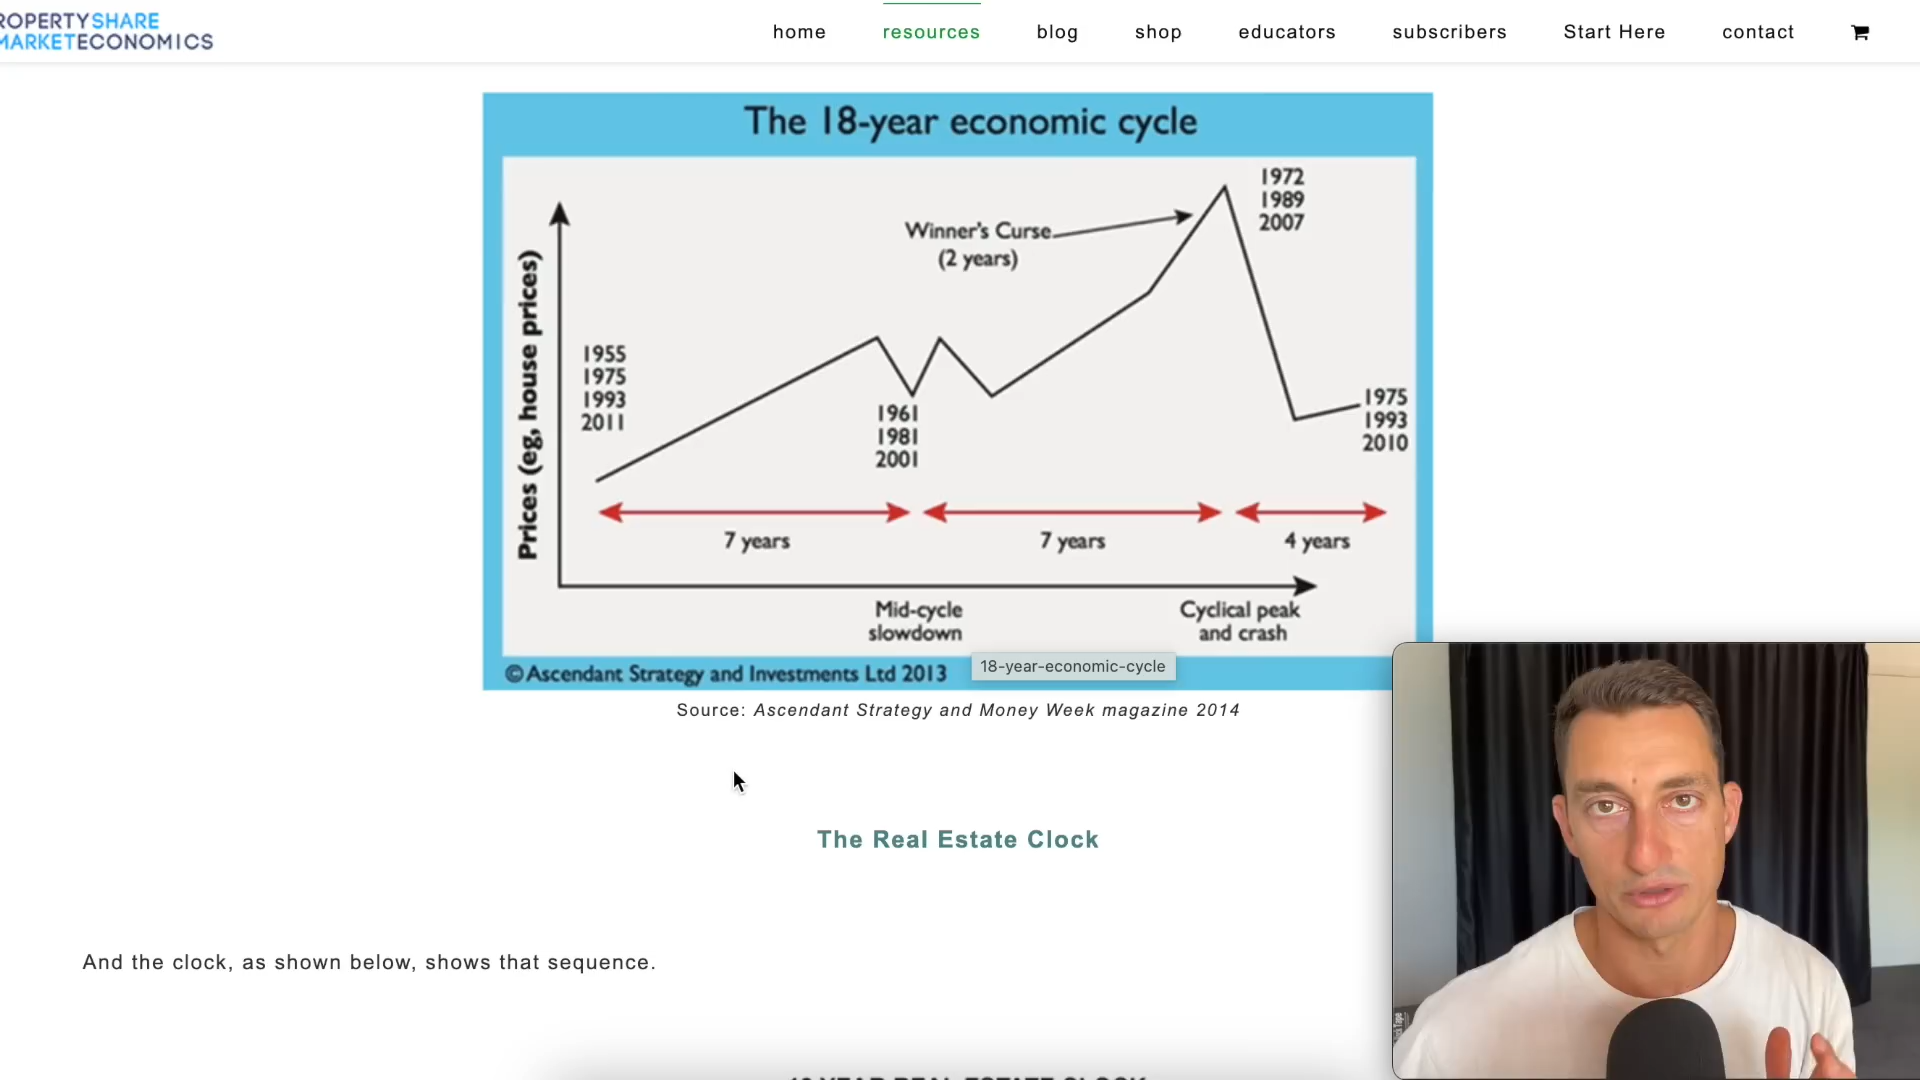 ROPERTYSHARE
MARKETECONOMICS
home
resources
blog
shop
educators
subscribers
Start Here
contact
The 18-year economic cycle
Prices (eg, house prices)
1955
1975
1993
2011
Winner's Curse
(2 years)
1972
1989
2007
1961
1981
2001
1975
1993
2010
7 years
7 years
4 years
Mid-cycle
slowdown
Cyclical peak
and crash
©Ascendant Strategy and Investments Ltd 2013
18-year-economic-cycle
Source: Ascendant Strategy and Money Week magazine 2014
The Real Estate Clock
And the clock, as shown below, shows that sequence.